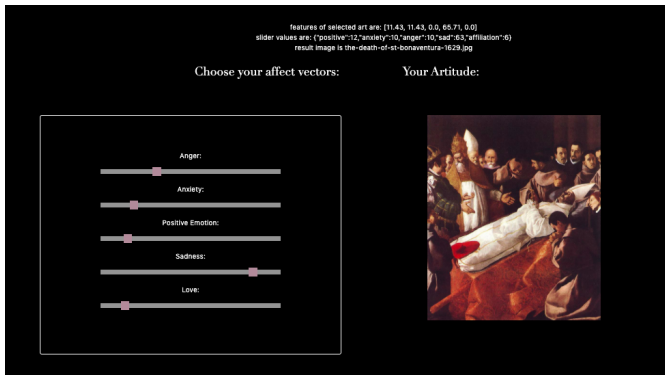 features of selected art are: [11.43, 11.43, 0.0, 65.71, 0.0]
slider values are: {"positive":12,"anxiety":10,"anger":10,"sad":63,"affiliation":6}
result image is the-death-of-st-bonaventura-1629.jpg
Choose your affect vectors:
Your Artitude:
Anger:
Anxiety:
Positive Emotion:
Sadness:
Love: